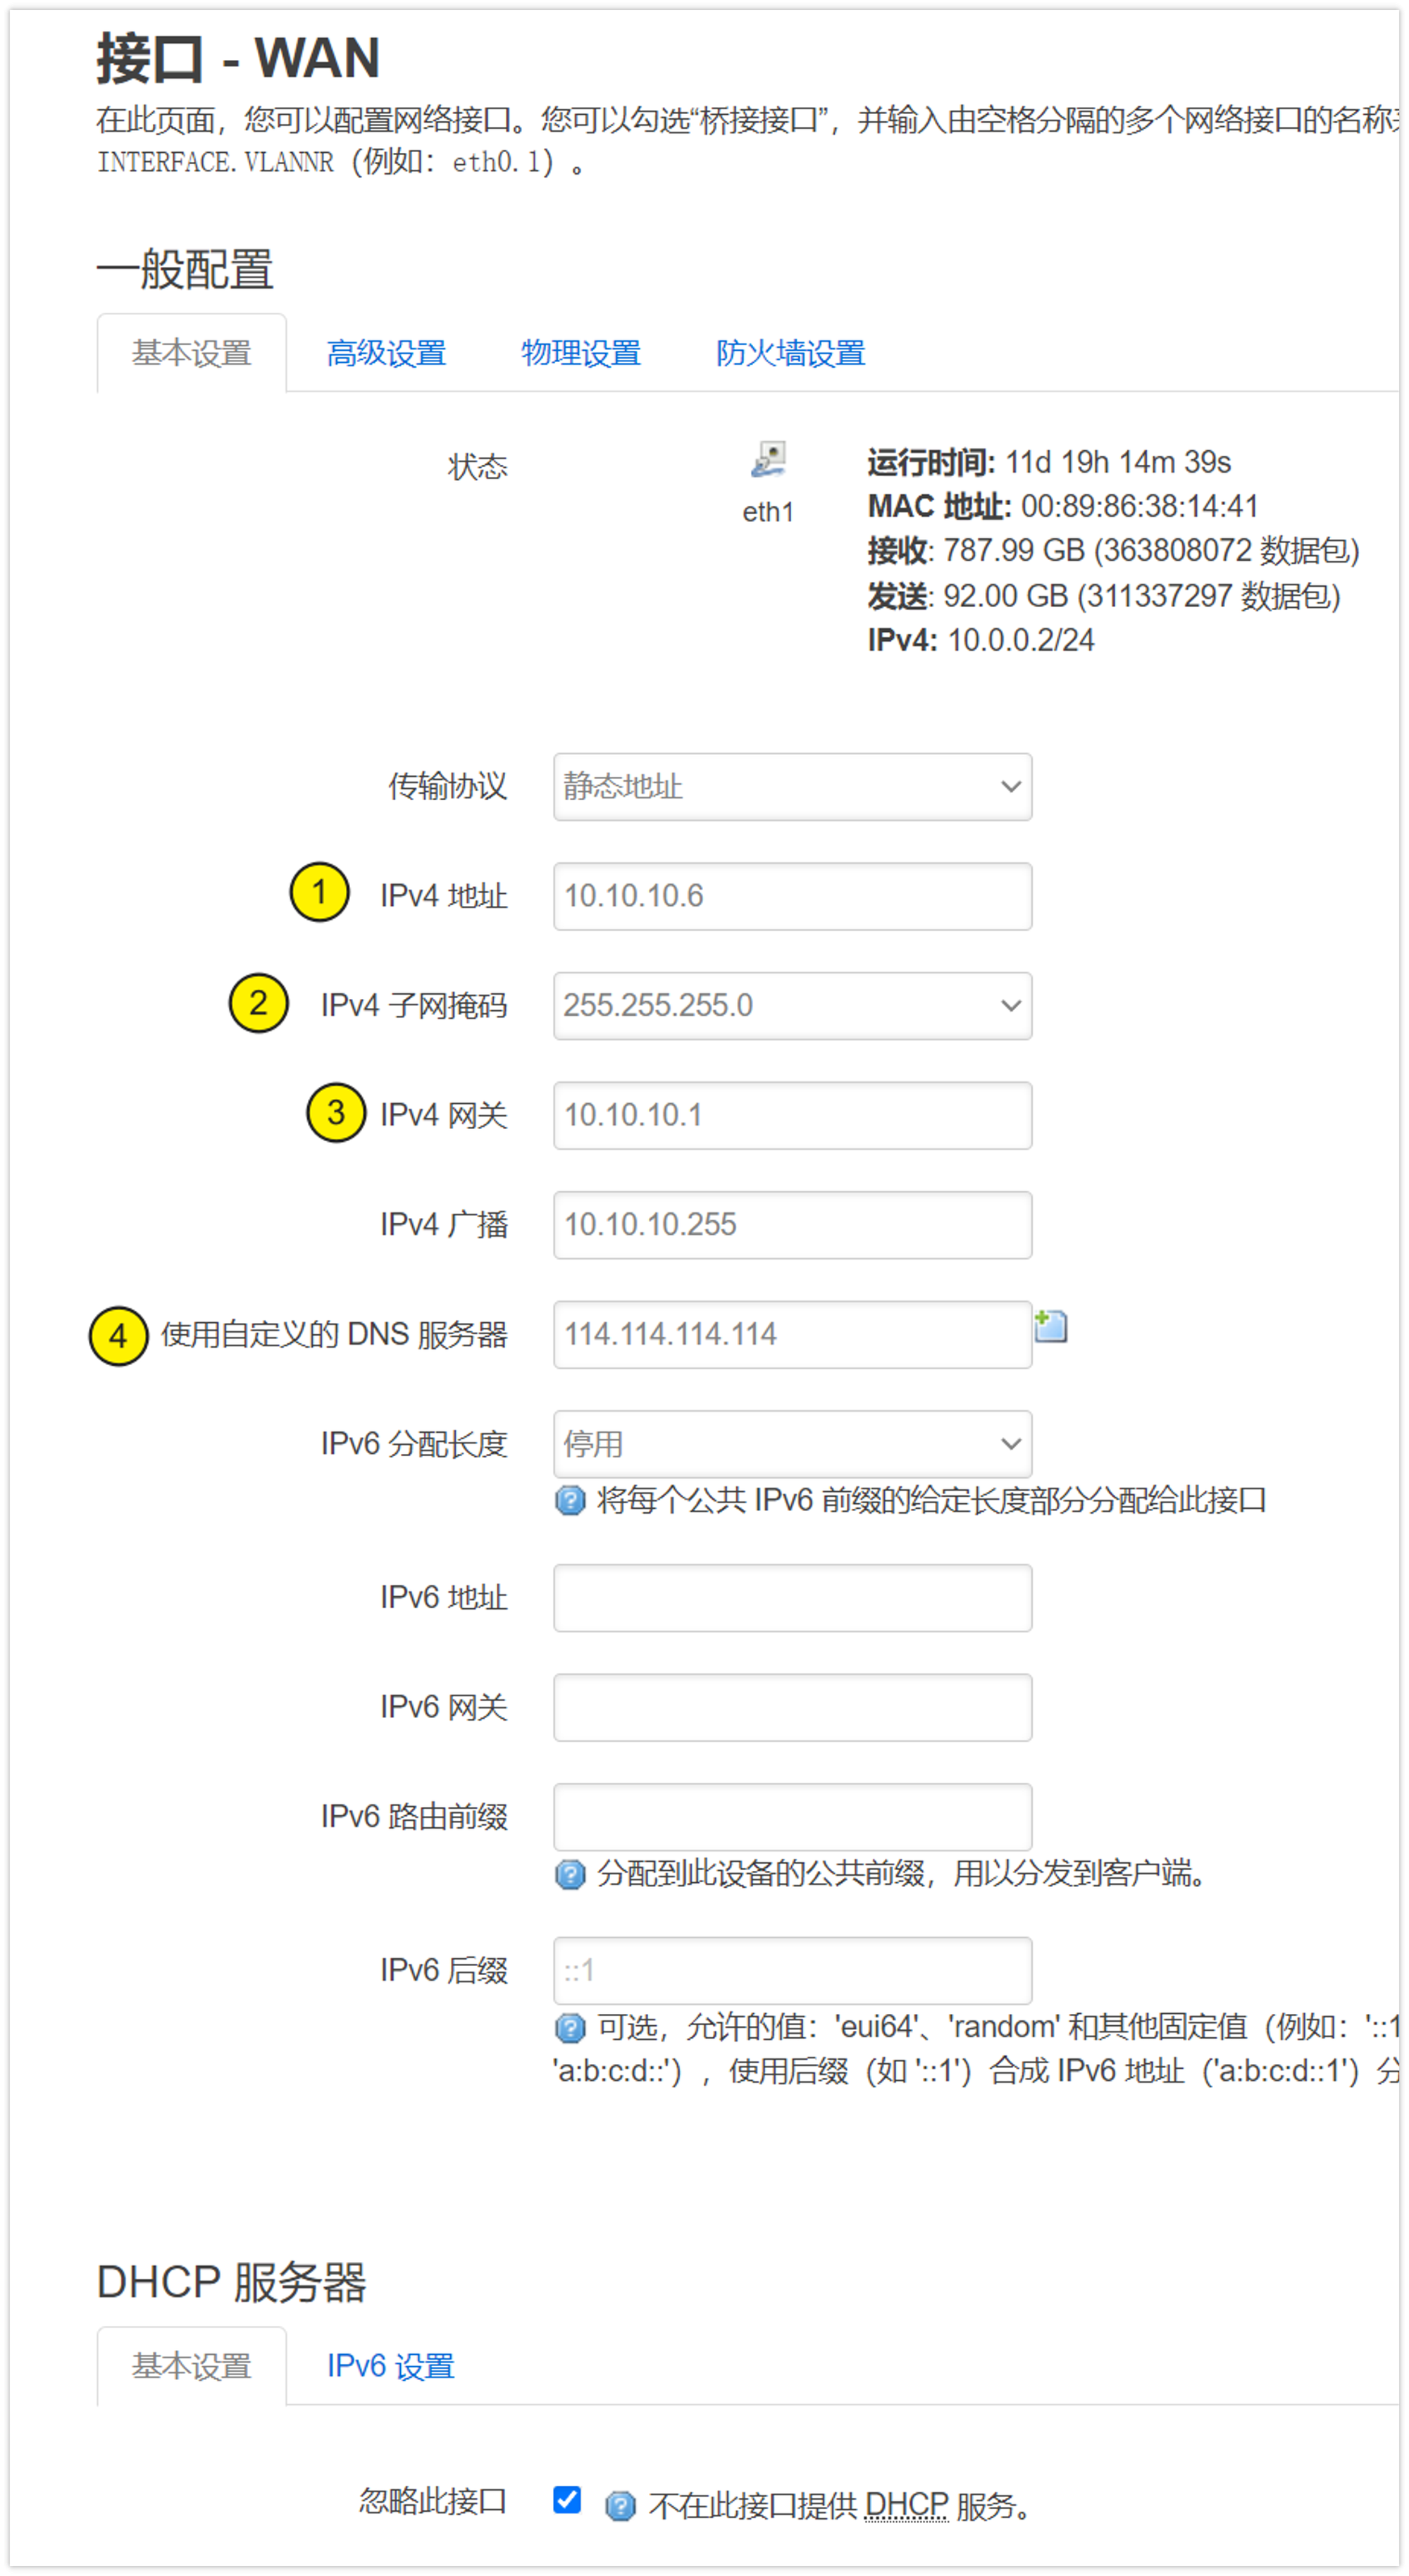 接口 - WAN
在此页面，您可以配置网络接口。您可以勾选“桥接接口”，并输入由空格分隔的多个网络接口的名称
INTERFACE.VLANNR（例如：eth0.1）。
一般配置
基本设置 高级设置 物理设置 防火墙设置
状态
eth1
运行时间: 11d 19h 14m 39s
MAC 地址: 00:89:86:38:14:41
接收: 787.99 GB (363808072 数据包)
发送: 92.00 GB (311337297 数据包)
IPv4: 10.0.0.2/24
传输协议 静态地址
1 IPv4 地址 10.10.10.6
2 IPv4 子网掩码 255.255.255.0
3 IPv4 网关 10.10.10.1
IPv4 广播 10.10.10.255
4 使用自定义的 DNS 服务器 114.114.114.114
IPv6 分配长度 停用
将每个公共 IPv6 前缀的给定长度部分分配给此接口
IPv6 地址
IPv6 网关
IPv6 路由前缀
分配到此设备的公共前缀，用以分发到客户端。
IPv6 后缀 ::1
可选，允许的值：'eui64'、'random' 和其他固定值（例如：'::1
'a:b:c:d::'），使用后缀（如 '::1'）合成 IPv6 地址（'a:b:c:d::1'）分
DHCP 服务器
基本设置 IPv6 设置
忽略此接口 不在此接口提供 DHCP 服务。